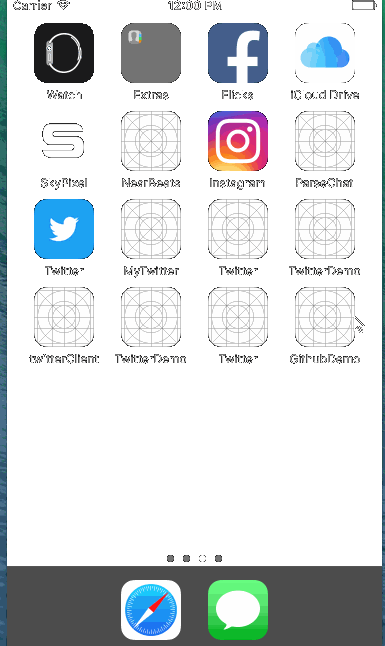 Carrier 12:00 PM
Watch Extras Flicks iCloud Drive
SkyPixel NearBeats Instagram ParseChat
Twitter MyTwitter Twitter TwitterDemo
twitterClient TwitterDemo Twitter GithubDemo